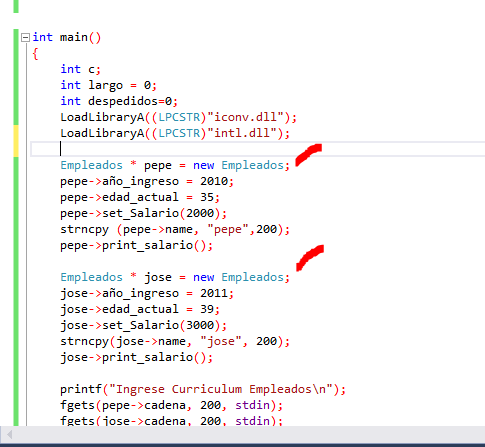 int main()
{
int c;
int largo = 0;
int despedidos=0;
LoadLibraryA((LPCSTR)"iconv.dll");
LoadLibraryA((LPCSTR)"intl.dll");
Empleados * pepe = new Empleados;
pepe->año_ingreso = 2010;
pepe->edad_actual = 35;
pepe->set_Salario(2000);
strncpy (pepe->name, "pepe",200);
pepe->print_salario();
Empleados * jose = new Empleados;
jose->año_ingreso = 2011;
jose->edad_actual = 39;
jose->set_Salario(3000);
strncpy(jose->name, "jose", 200);
jose->print_salario();
printf("Ingrese Curriculum Empleados\n");
fgets(pepe->cadena, 200, stdin);
fgets(jose->cadena, 200, stdin);